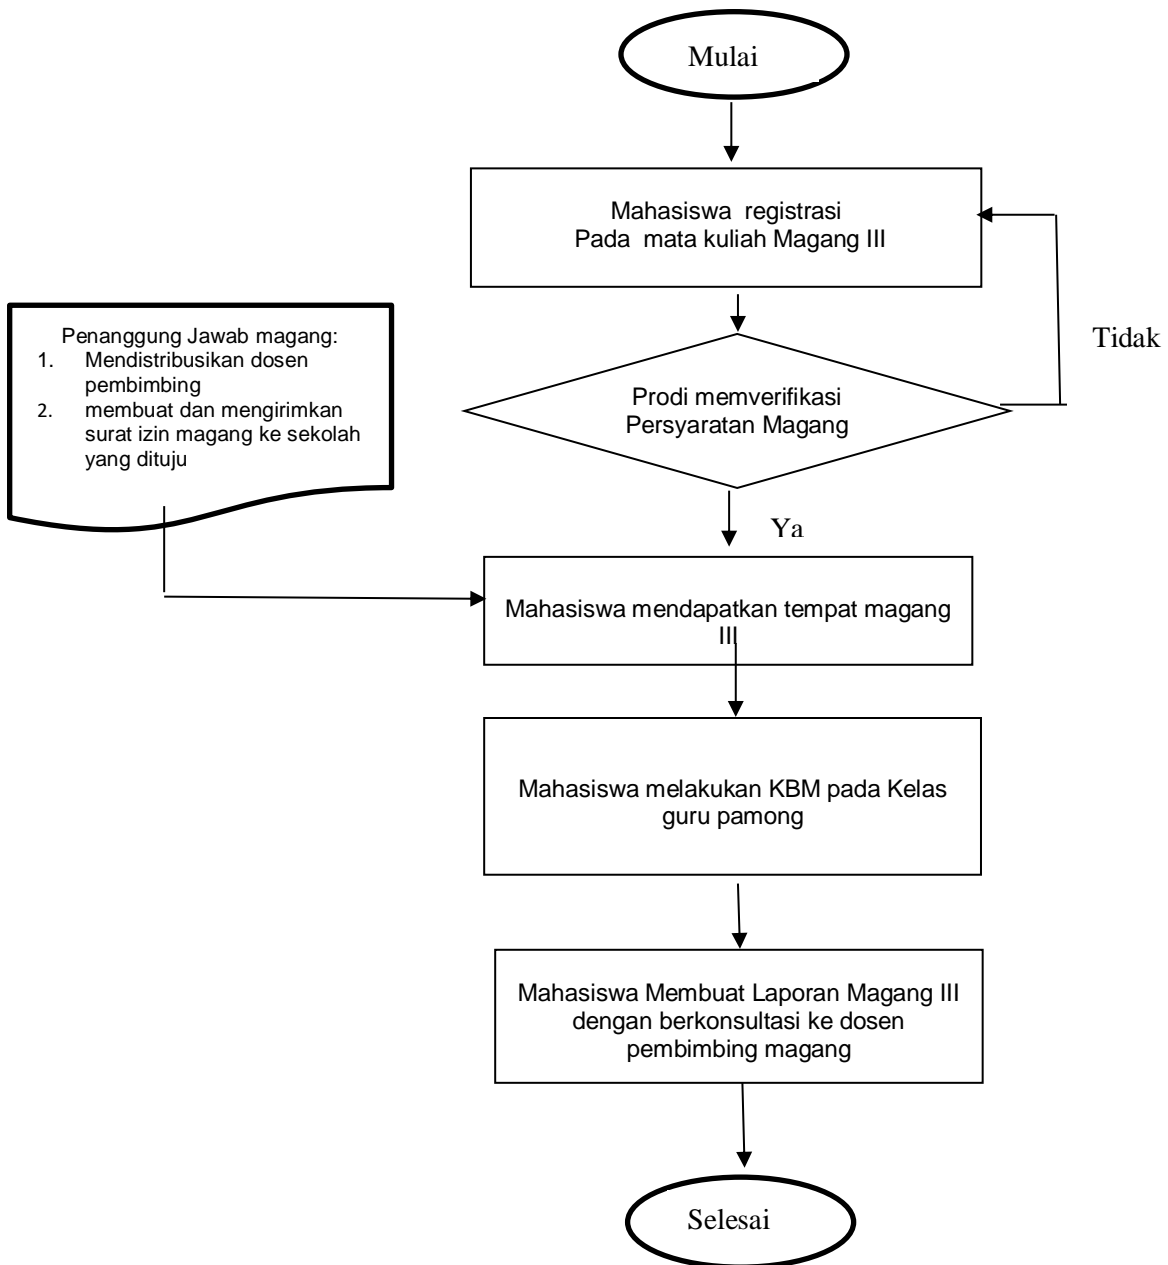 Mulai
Mahasiswa registrasi
Pada mata kuliah Magang III
Tidak
Penanggung Jawab magang:
1. Mendistribusikan dosen
pembimbing
2. membuat dan mengirimkan
surat izin magang ke sekolah
yang dituju
Prodi memverifikasi
Persyaratan Magang
Ya
Mahasiswa mendapatkan tempat magang
III
Mahasiswa melakukan KBM pada Kelas
guru pamong
Mahasiswa Membuat Laporan Magang III
dengan berkonsultasi ke dosen
pembimbing magang
Selesai